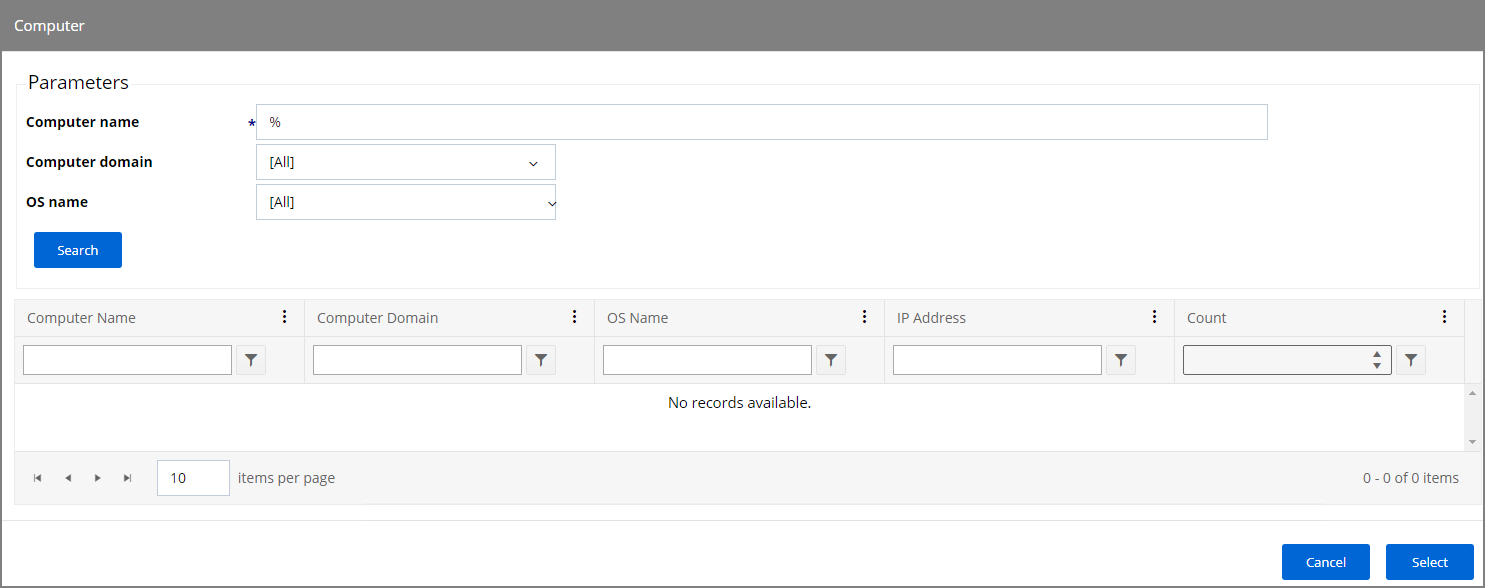 Computer
Parameters
Computer name * %
Computer domain [All]
OS name [All]
Search
Computer Name Computer Domain OS Name IP Address Count
No records available.
10 items per page 0 - 0 of 0 items
Cancel Select